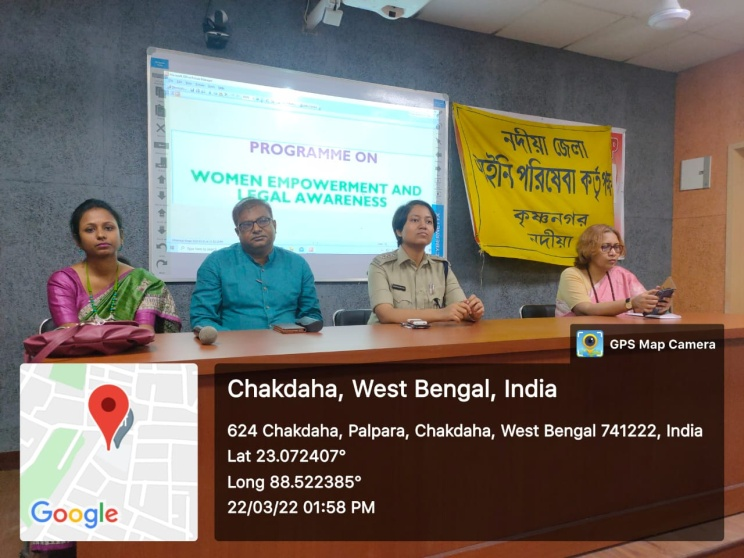 PROGRAMME ON
WOMEN EMPOWERMENT AND
LEGAL AWARENESS
নদীয়া জেলা
ইনি পরিষেবা কর্তৃপক্ষ
কৃষ্ণনগর
নদীয়া
GPS Map Camera
Chakdaha, West Bengal, India
624 Chakdaha, Palpara, Chakdaha, West Bengal 741222, India
Lat 23.072407°
Long 88.522385°
22/03/22 01:58 PM
Google